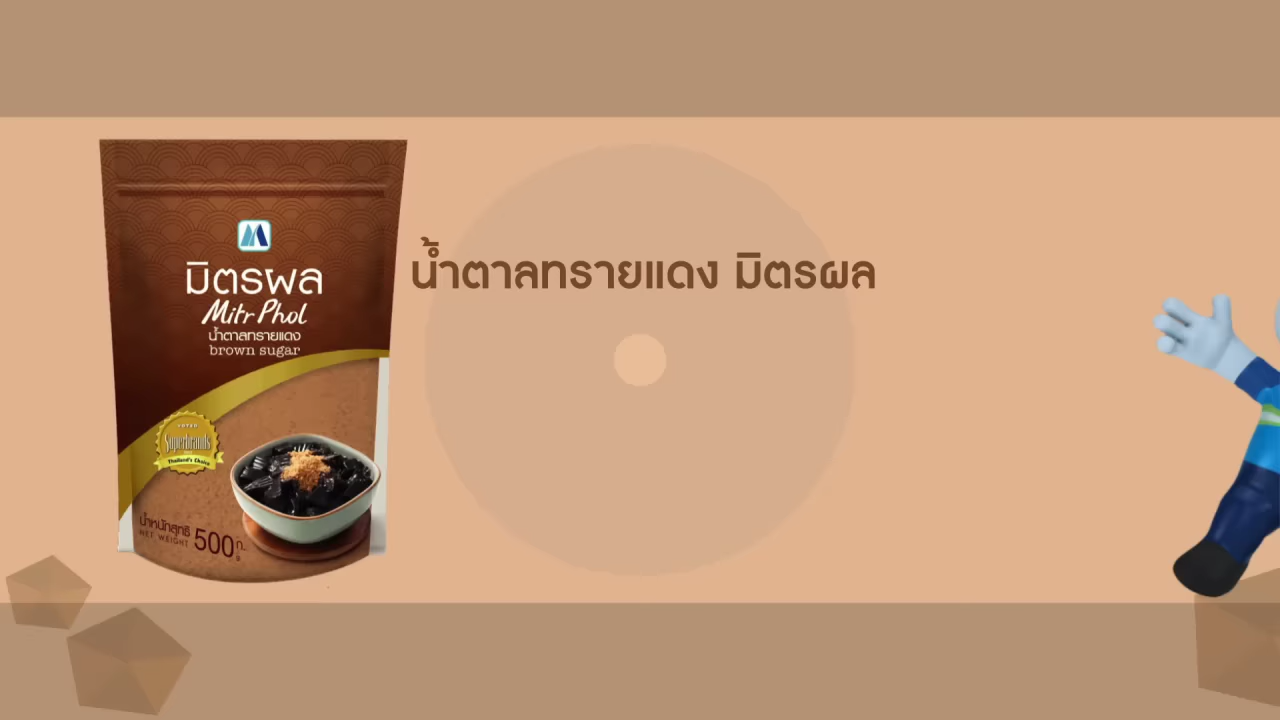 มิตรผล
Mitr Phol
น้ำตาลทรายแดง
brown sugar
น้ำตาลทรายแดง มิตรผล
VOTED
Superbrands
Thailand's Choice
น้ำหนักสุทธิ
NET WEIGHT
500 ก.
g